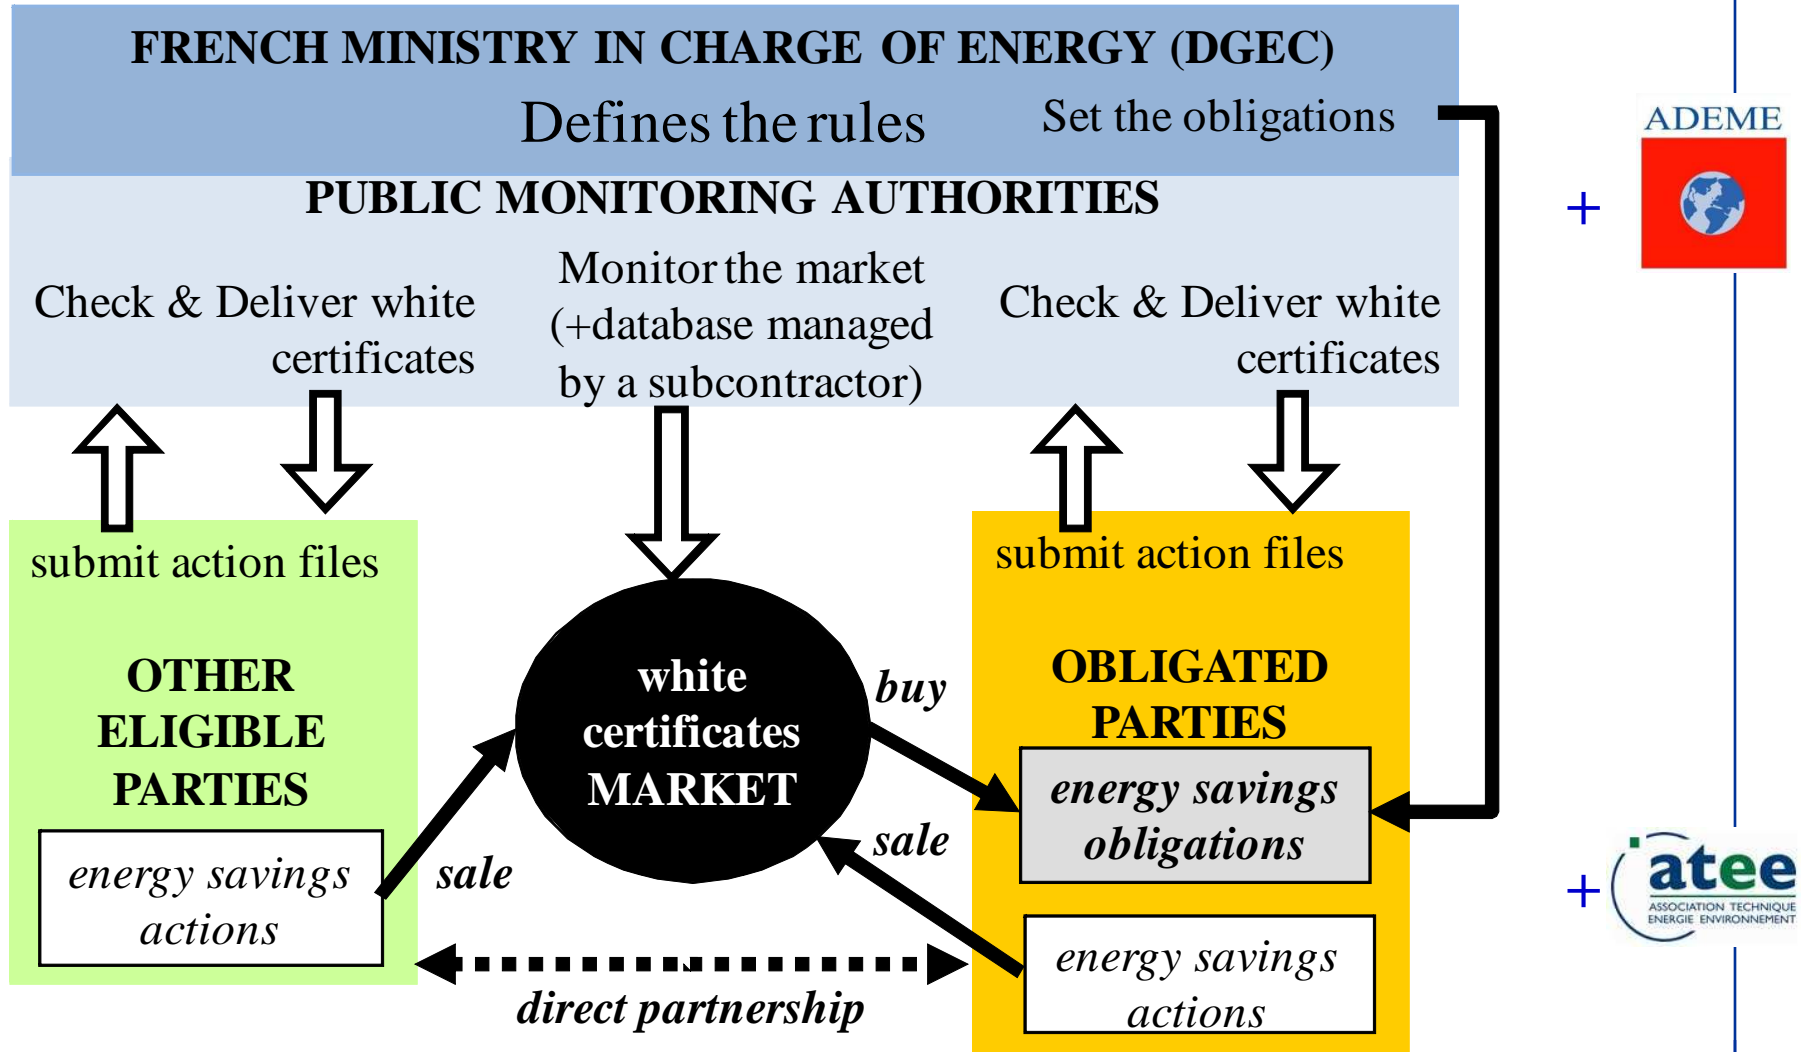 FRENCH MINISTRY IN CHARGE OF ENERGY (DGEC)
Defines the rules
Set the obligations
PUBLIC MONITORING AUTHORITIES
Check & Deliver white
certificates
Monitor the market
(+database managed
by a subcontractor)
Check & Deliver white
certificates
submit action files
OTHER
ELIGIBLE
PARTIES
energy savings
actions
sale
white
certificates
MARKET
buy
sale
direct partnership
submit action files
OBLIGATED
PARTIES
energy savings
obligations
energy savings
actions
+
ADEME
+
atee
ASSOCIATION TECHNIQUE
ENERGIE ENVIRONNEMENT